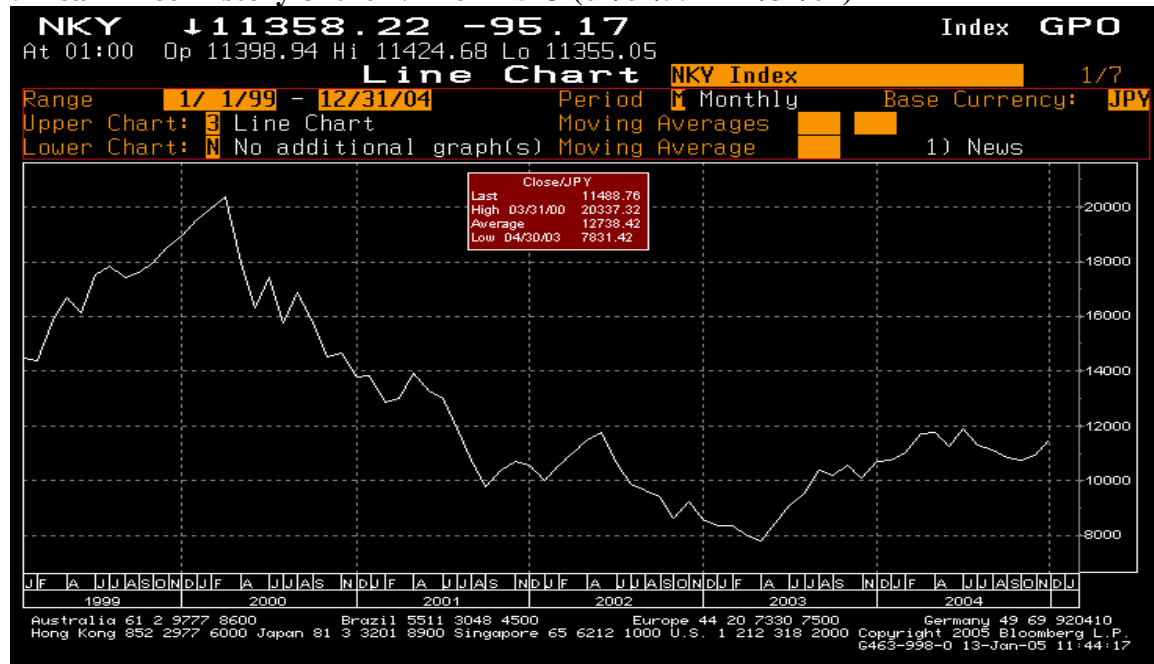 NKY ↓11358.22 -95.17 Index GPO
At 01:00 Op 11398.94 Hi 11424.68 Lo 11355.05
Line Chart NKY Index 1/7
Range 1/ 1/99 - 12/31/04 Period M Monthly Base Currency: JPY
Upper Chart: 3 Line Chart Moving Averages
Lower Chart: N No additional graph(s) Moving Average 1) News
Close/JPY
Last 11488.76
High 03/31/00 20337.32
Average 12738.42
Low 04/30/03 7831.42
20000
18000
16000
14000
12000
10000
8000
J F A J J A S O N D J F A J J A S N D J F A J J A S N D J F A J J A S O N D J F A J J A S N D J F A J J A S O N D J
1999 2000 2001 2002 2003 2004
Australia 61 2 9777 8600 Brazil 5511 3048 4500 Europe 44 20 7330 7500 Germany 49 69 920410
Hong Kong 852 2977 6000 Japan 81 3 3201 8900 Singapore 65 6212 1000 U.S. 1 212 318 2000 Copyright 2005 Bloomberg L.P.
G463-998-0 13-Jan-05 11:44:17